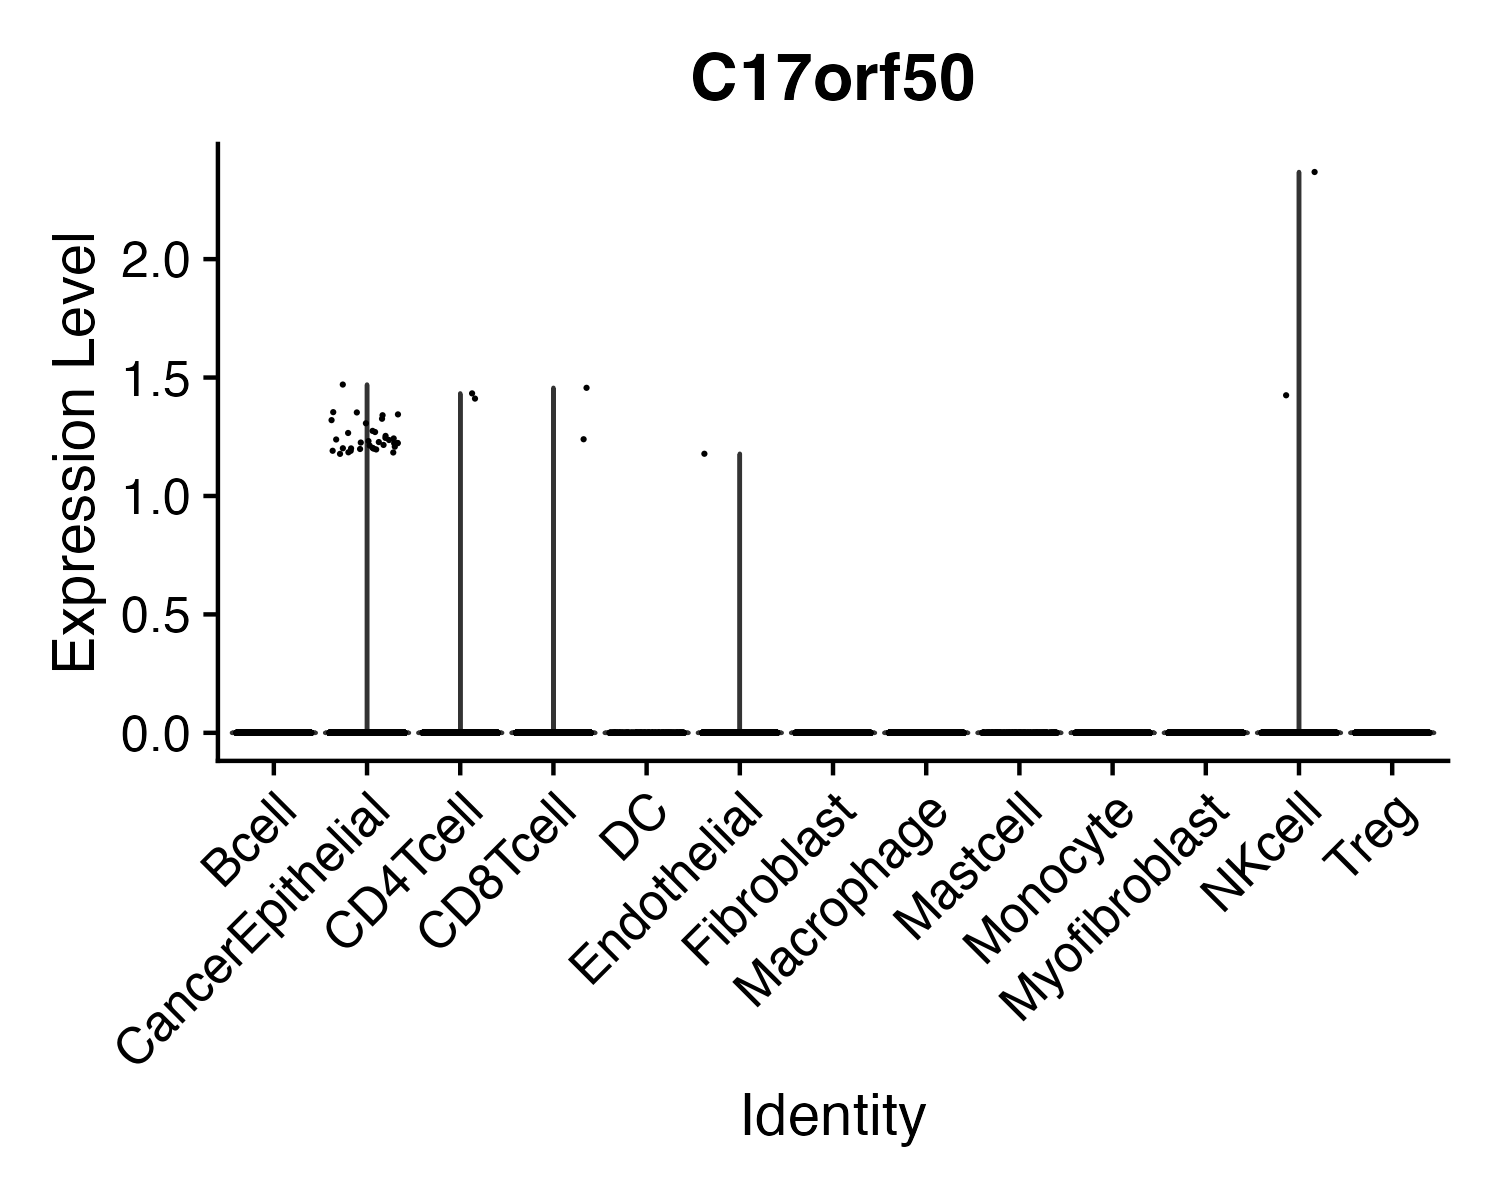 C17orf50
Expression Level
2.0
1.5
1.0
0.5
0.0
Bcell
CancerEpithelial
CD4Tcell
CD8Tcell
DC
Endothelial
Fibroblast
Macrophage
Mastcell
Monocyte
Myofibroblast
NKcell
Treg
Identity